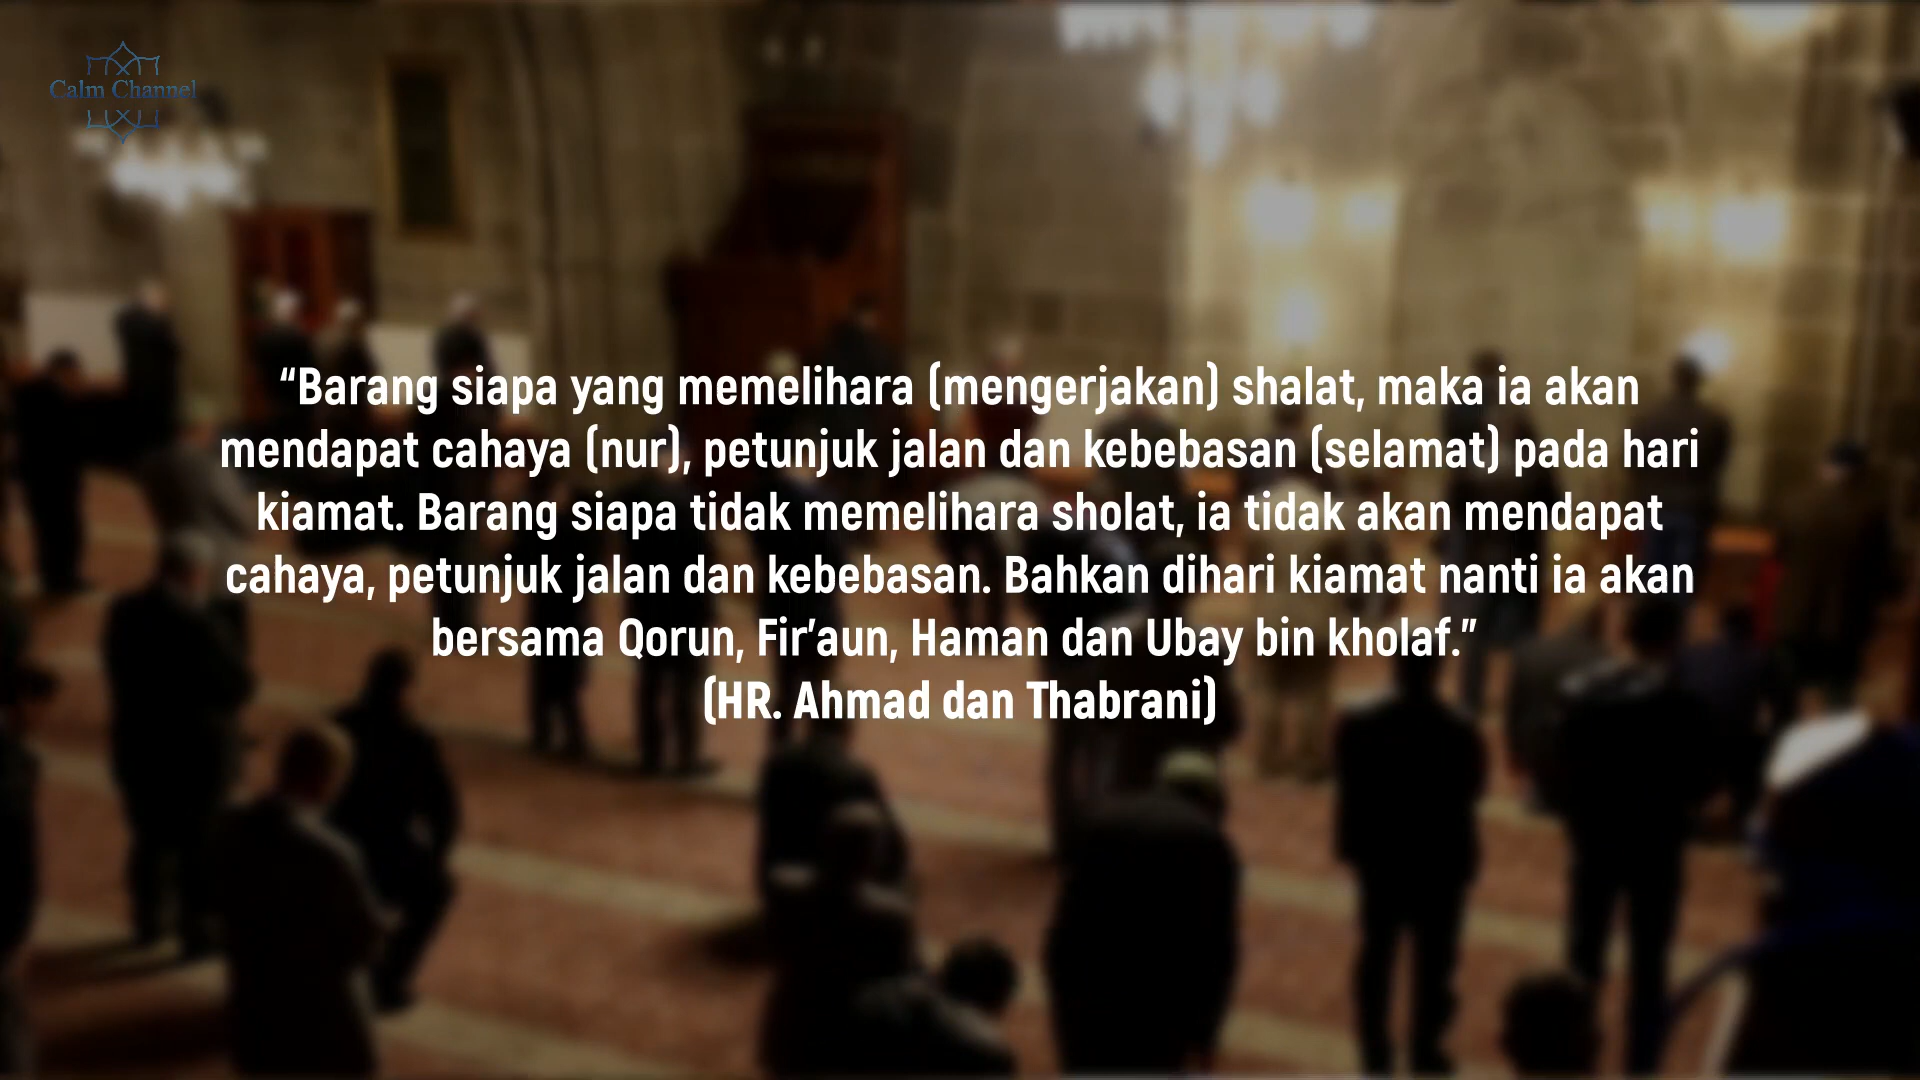 Calm Channel
“Barang siapa yang memelihara (mengerjakan) shalat, maka ia akan
mendapat cahaya (nur), petunjuk jalan dan kebebasan (selamat) pada hari
kiamat. Barang siapa tidak memelihara sholat, ia tidak akan mendapat
cahaya, petunjuk jalan dan kebebasan. Bahkan dihari kiamat nanti ia akan
bersama Qorun, Fir’aun, Haman dan Ubay bin kholaf.”
(HR. Ahmad dan Thabrani)